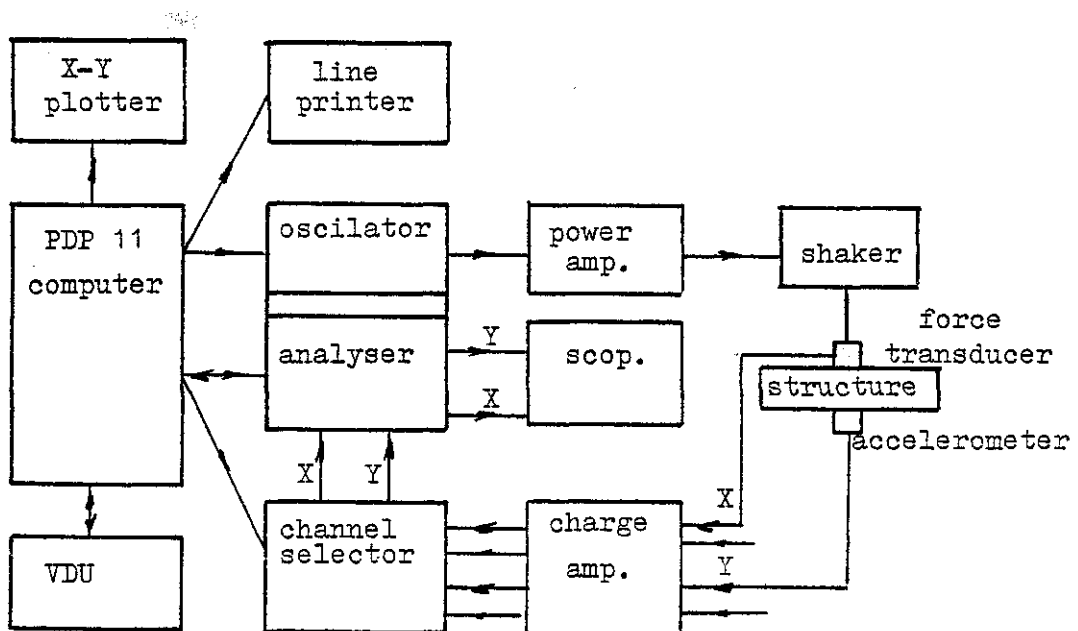 X-Y
plotter
line
printer
PDP 11
computer
oscilator
power
amp.
shaker
force
transducer
analyser
Y
X
scop.
structure
accelerometer
X
Y
X
Y
channel
selector
charge
amp.
VDU